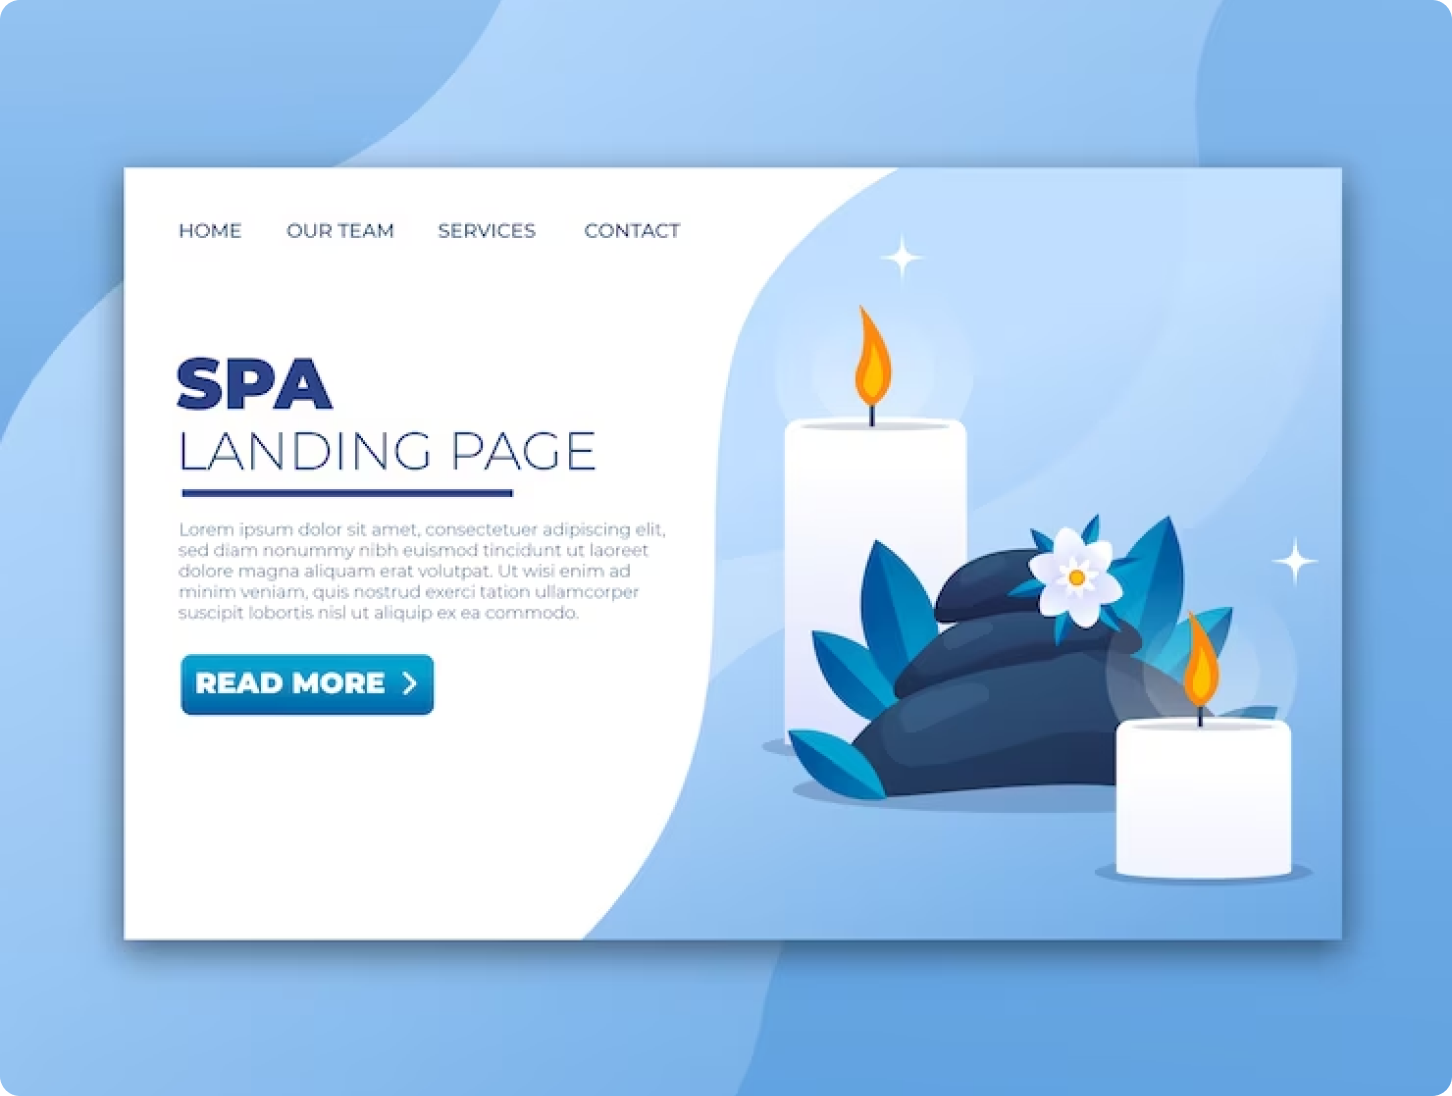 HOME OUR TEAM SERVICES CONTACT
SPA
LANDING PAGE
Lorem ipsum dolor sit amet, consectetuer adipiscing elit,
sed diam nonummy nibh euismod tincidunt ut laoreet
dolore magna aliquam erat volutpat. Ut wisi enim ad
minim veniam, quis nostrud exerci tation ullamcorper
suscipit lobortis nisl ut aliquip ex ea commodo.
READ MORE